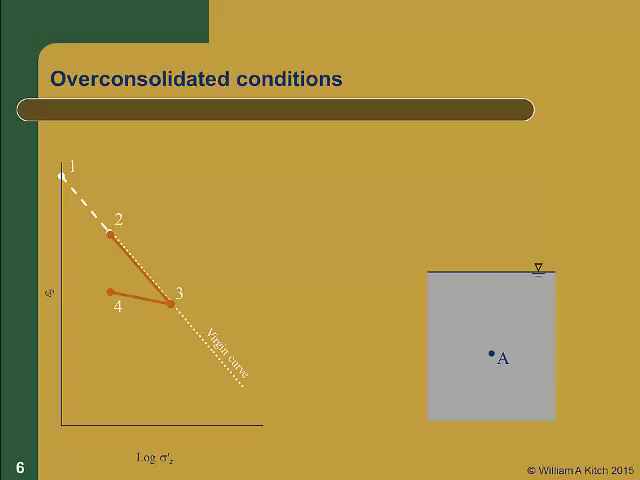 Overconsolidated conditions
1
2
3
4
Virgin curve
A
Log σ'z
6
© William A Kitch 2015